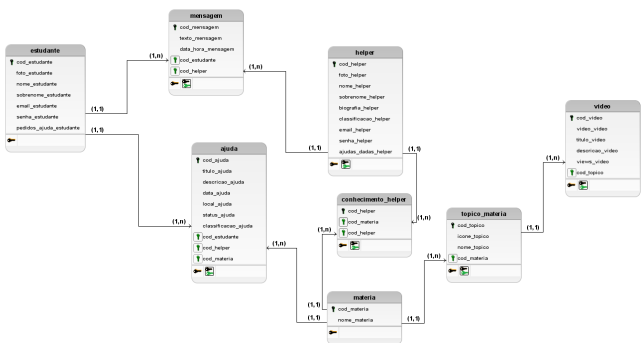 mensagem
cod_mensagem
texto_mensagem
data_hora_mensagem
cod_estudante
cod_helper
estudante
cod_estudante
foto_estudante
nome_estudante
sobrenome_estudante
email_estudante
senha_estudante
pedidos_ajuda_estudante
(1,n)
(1,n)
(1,1)
(1,1)
helper
cod_helper
foto_helper
nome_helper
sobrenome_helper
biografia_helper
classificacao_helper
email_helper
senha_helper
ajudas_dadas_helper
(1,1)
(1,1)
video
cod_video
video_video
titulo_video
descricao_video
views_video
cod_topico
(1,n)
ajuda
cod_ajuda
titulo_ajuda
descricao_ajuda
data_ajuda
local_ajuda
status_ajuda
classificacao_ajuda
cod_estudante
cod_helper
cod_materia
(1,n)
(1,n)
conhecimento_helper
cod_helper
cod_materia
cod_helper
(1,n)
(1,n)
topico_materia
cod_topico
icone_topico
nome_topico
cod_materia
(1,1)
(1,n)
materia
cod_materia
nome_materia
(1,1)
(1,1)
(1,1)